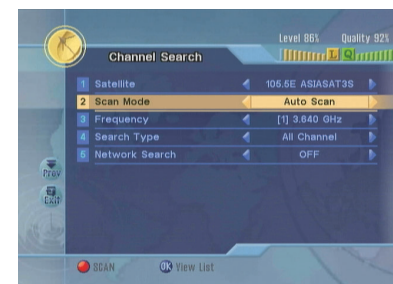 Level 86% Quality 92%
L Q
Channel Search
1 Satellite 105.5E ASIASAT3S
2 Scan Mode Auto Scan
3 Frequency [1] 3.640 GHz
4 Search Type All Channel
5 Network Search OFF
Prev
Exit
SCAN OK View List